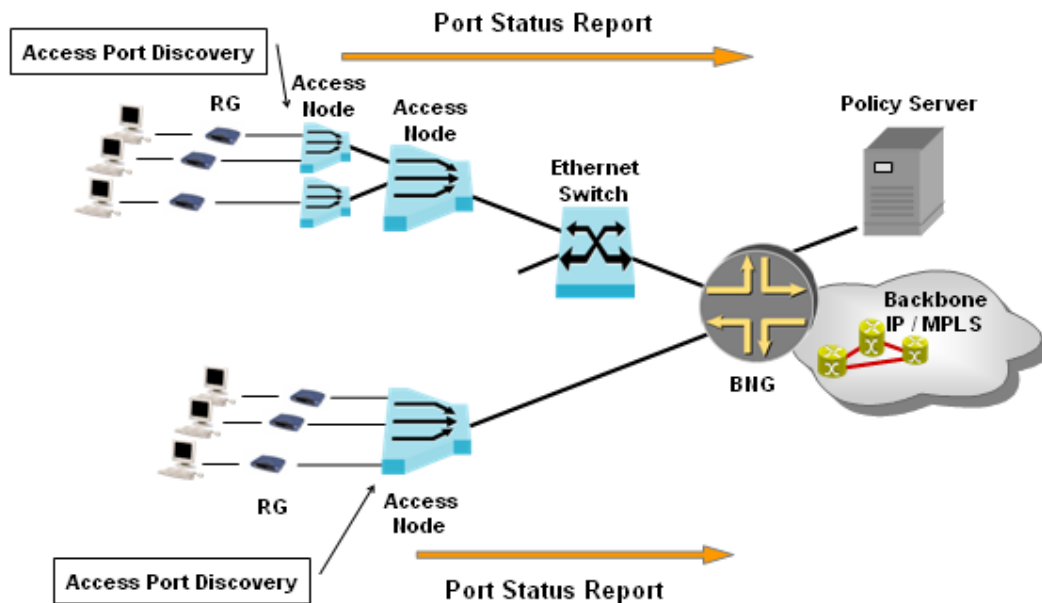 Port Status Report
Access Port Discovery
RG
Access
Node
Access
Node
Policy Server
Ethernet
Switch
Backbone
IP / MPLS
BNG
RG
Access
Node
Access Port Discovery
Port Status Report